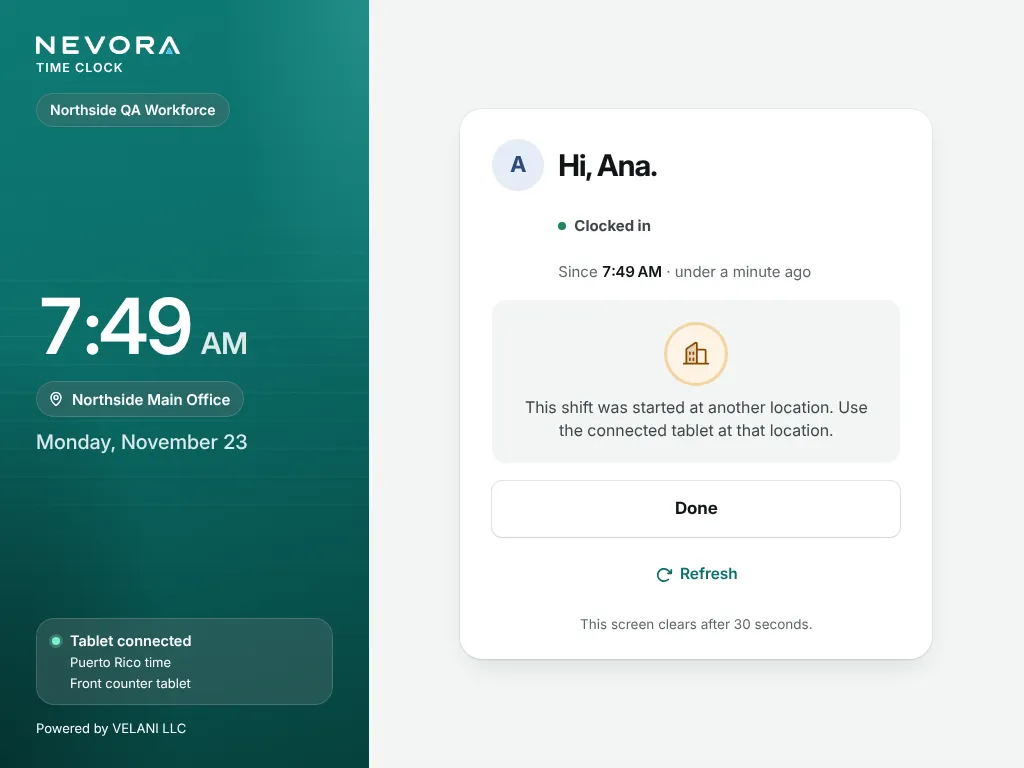 NEVORA
TIME CLOCK
Northside QA Workforce
7:49 AM
Northside Main Office
Monday, November 23
Tablet connected
Puerto Rico time
Front counter tablet
Powered by VELANI LLC
A
Hi, Ana.
Clocked in
Since 7:49 AM · under a minute ago
This shift was started at another location. Use
the connected tablet at that location.
Done
Refresh
This screen clears after 30 seconds.